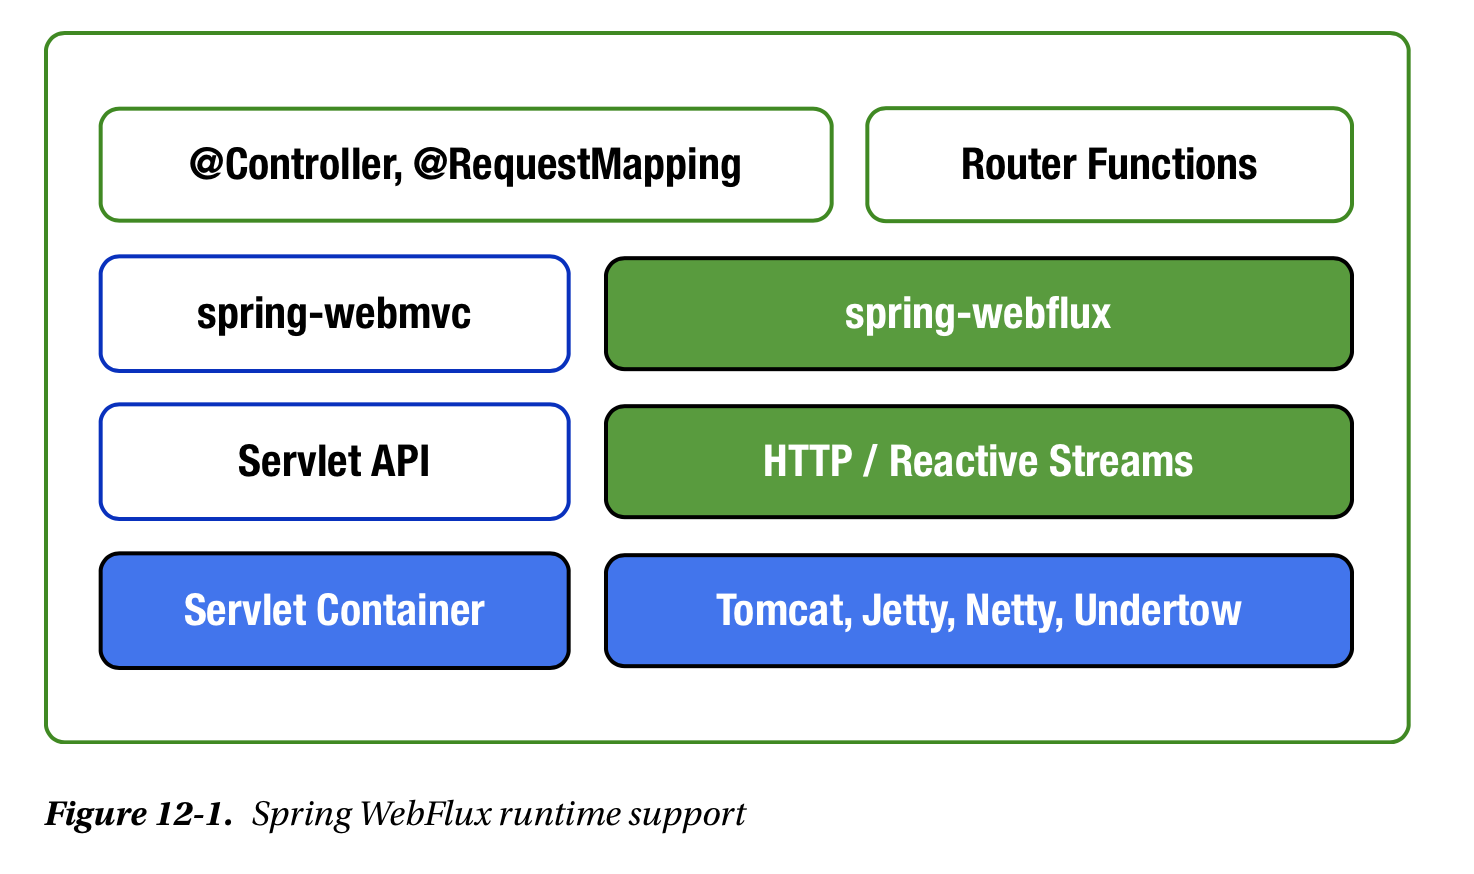 @Controller, @RequestMapping
Router Functions
spring-webmvc
spring-webflux
Servlet API
HTTP / Reactive Streams
Servlet Container
Tomcat, Jetty, Netty, Undertow
Figure 12-1. Spring WebFlux runtime support